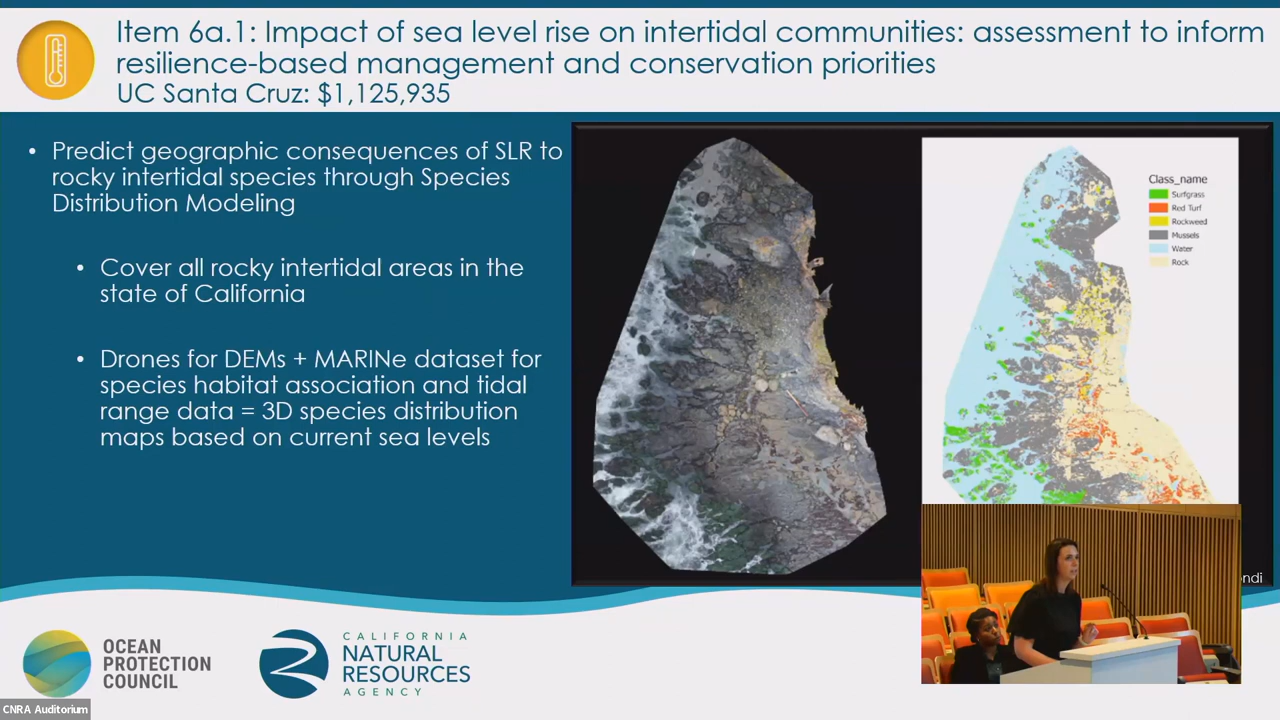 Item 6a.1: Impact of sea level rise on intertidal communities: assessment to inform
resilience-based management and conservation priorities
UC Santa Cruz: $1,125,935
• Predict geographic consequences of SLR to
rocky intertidal species through Species
Distribution Modeling
• Cover all rocky intertidal areas in the
state of California
• Drones for DEMs + MARINe dataset for
species habitat association and tidal
range data = 3D species distribution
maps based on current sea levels
Class_name
Surfgrass
Red Turf
Rockweed
Mussels
Water
Rock
OCEAN
PROTECTION
COUNCIL
CALIFORNIA
NATURAL
RESOURCES
AGENCY
CNRA Auditorium